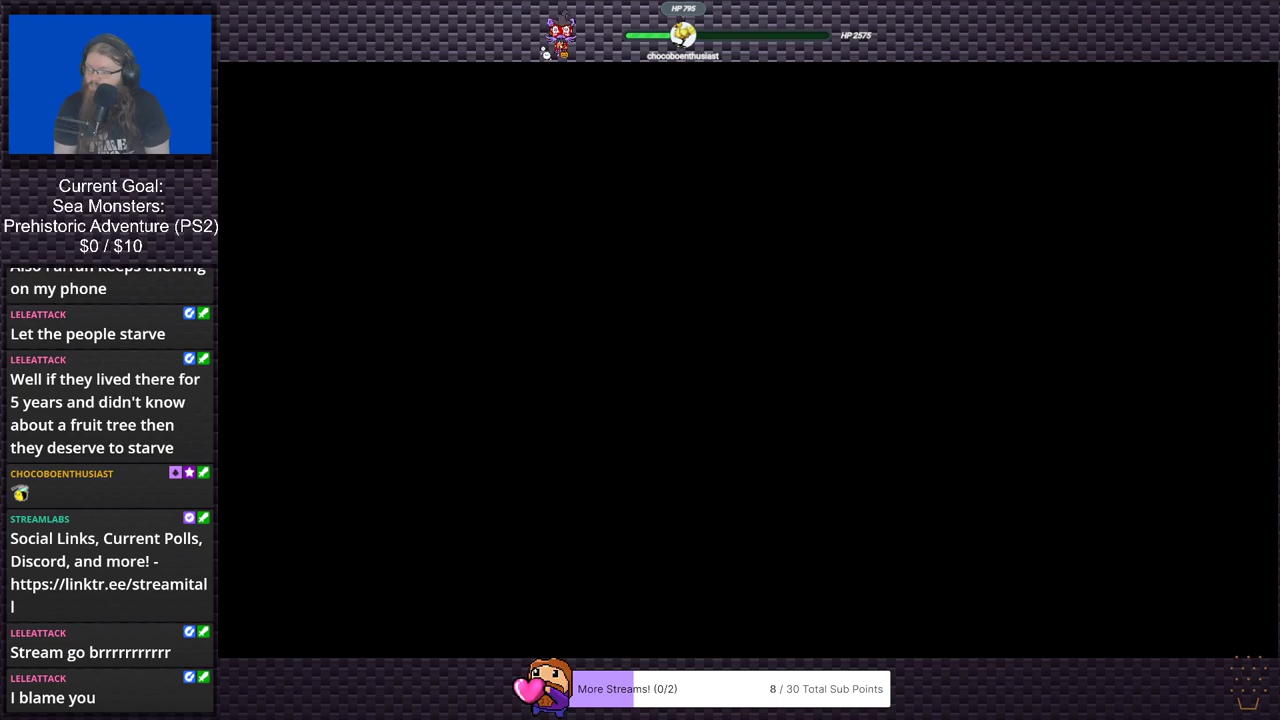 HP 795
HP 2575
chocoboenthusiast
Current Goal:
Sea Monsters:
Prehistoric Adventure (PS2)
$0 / $10
on my phone
LELEATTACK
Let the people starve
LELEATTACK
Well if they lived there for
5 years and didn't know
about a fruit tree then
they deserve to starve
CHOCOBOENTHUSIAST
STREAMLABS
Social Links, Current Polls,
Discord, and more! -
https://linktr.ee/streamital
l
LELEATTACK
Stream go brrrrrrrrrrr
LELEATTACK
I blame you
More Streams! (0/2)
8 / 30 Total Sub Points